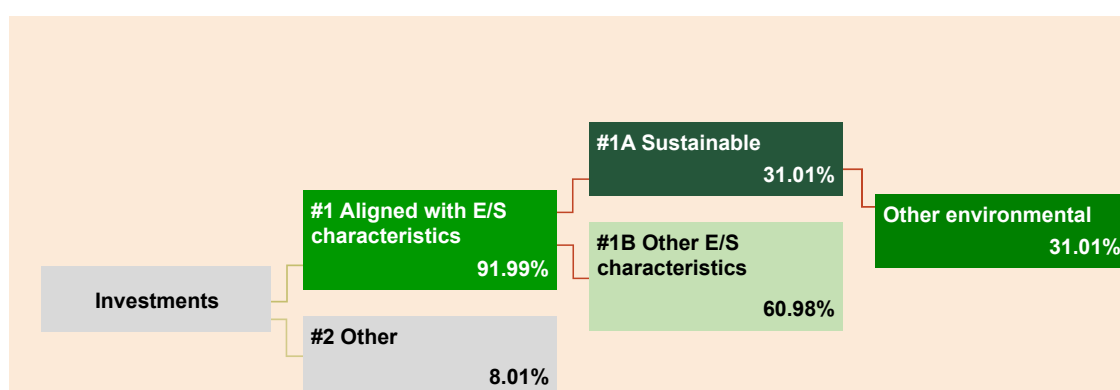 Investments
#1 Aligned with E/S
characteristics
91.99%
#2 Other
8.01%
#1A Sustainable
31.01%
#1B Other E/S
characteristics
60.98%
Other environmental
31.01%